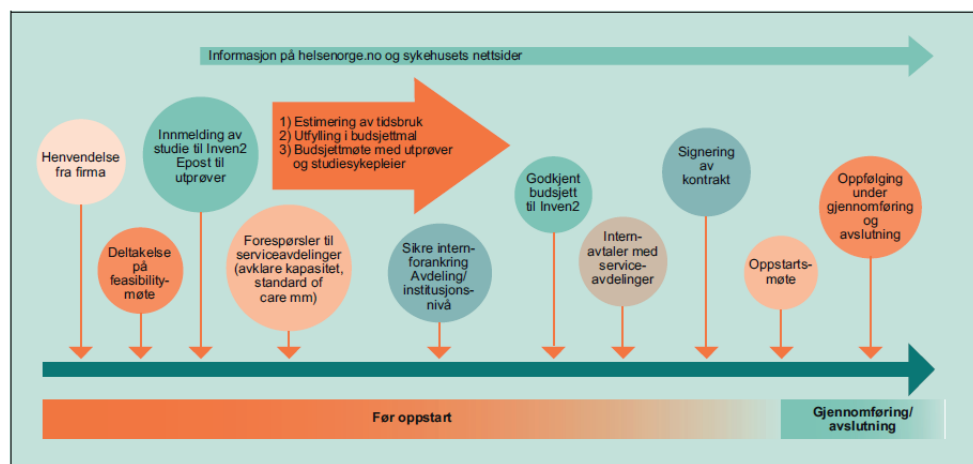 Informasjon på helsenorge.no og sykehusets nettsider
Henvendelse
fra firma
Deltakelse
på
feasibility-
møte
Innmelding av
studie til Inven2
Epost til
utprøver
1) Estimering av tidsbruk
2) Utfylling i budsjettmal
3) Budsjettmøte med utprøver
og studiesykepleier
Forespørsler til
serviceavdelinger
(avklare kapasitet,
standard of
care mm)
Sikre intern-
forankring
Avdeling/
institusjons-
nivå
Godkjent
budsjett
til Inven2
Intern-
avtaler med
service-
avdelinger
Signering
av
kontrakt
Oppstarts-
møte
Oppfølging
under
gjennomføring
og
avslutning
Før oppstart
Gjennomføring/
avslutning